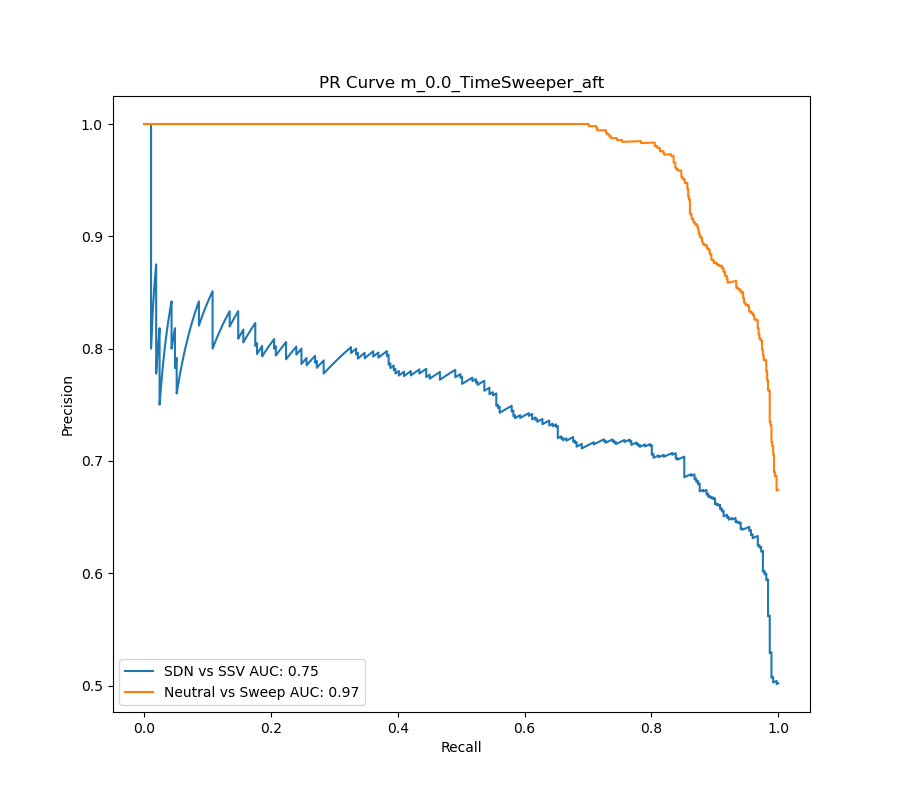 PR Curve m_0.0_TimeSweeper_aft
1.0
0.9
0.8
0.7
0.6
0.5
Precision
SDN vs SSV AUC: 0.75
Neutral vs Sweep AUC: 0.97
0.0 0.2 0.4 0.6 0.8 1.0
Recall